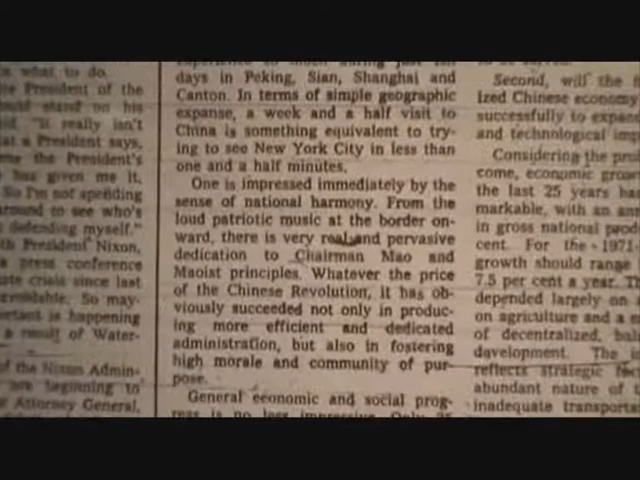 what to do.
President of the
stand on his
"It really isn't
a President says,
the President's
has given me it.
So I'm not spending
around to see who's
defending myself."
President Nixon,
press conference
crisis since last
So may-
is happening
a result of Water-
of the Nixon Admin-
are beginning to
Attorney General,
days in Peking, Sian, Shanghai and
Canton. In terms of simple geographic
expanse, a week and a half visit to
China is something equivalent to try-
ing to see New York City in less than
one and a half minutes.
One is impressed immediately by the
sense of national harmony. From the
loud patriotic music at the border on-
ward, there is very real and pervasive
dedication to Chairman Mao and
Maoist principles. Whatever the price
of the Chinese Revolution, it has ob-
viously succeeded not only in produc-
ing more efficient and dedicated
administration, but also in fostering
high morale and community of pur-
pose.
General economic and social prog-
ress is no less impressive. Only 25
Second, will the
ized Chinese economy
successfully to expand
and technological
Considering the
come, economic
the last 25 years
markable, with an
in gross national
cent. For the 1971
growth should range
7.5 per cent a year.
depended largely on
on agriculture and a
of decentralized,
development. The
reflects strategic
abundant nature of
inadequate